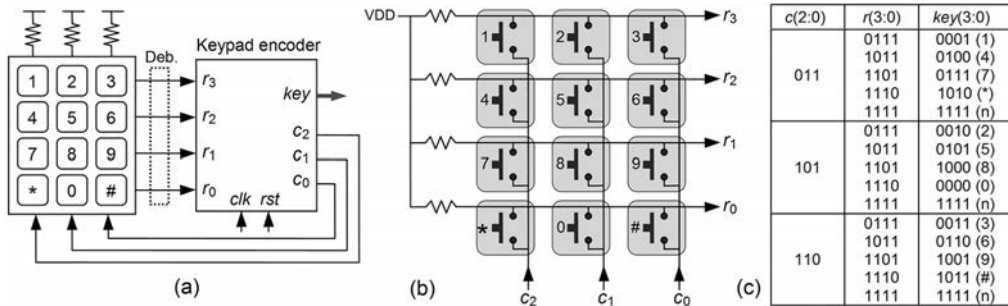 Deb.
Keypad encoder
1 2 3
4 5 6
7 8 9
* 0 #
r3
r2
r1
r0
key
c2
c1
c0
clk rst
(a)
VDD
1 2 3 r3
4 5 6 r2
7 8 9 r1
* 0 # r0
c2 c1 c0
(b)
(c)
c(2:0) r(3:0) key(3:0)
0111 0001 (1)
1011 0100 (4)
011 1101 0111 (7)
1110 1010 (*)
1111 1111 (n)
0111 0010 (2)
1011 0101 (5)
101 1101 1000 (8)
1110 0000 (0)
1111 1111 (n)
0111 0011 (3)
1011 0110 (6)
110 1101 1001 (9)
1110 1011 (#)
1111 1111 (n)